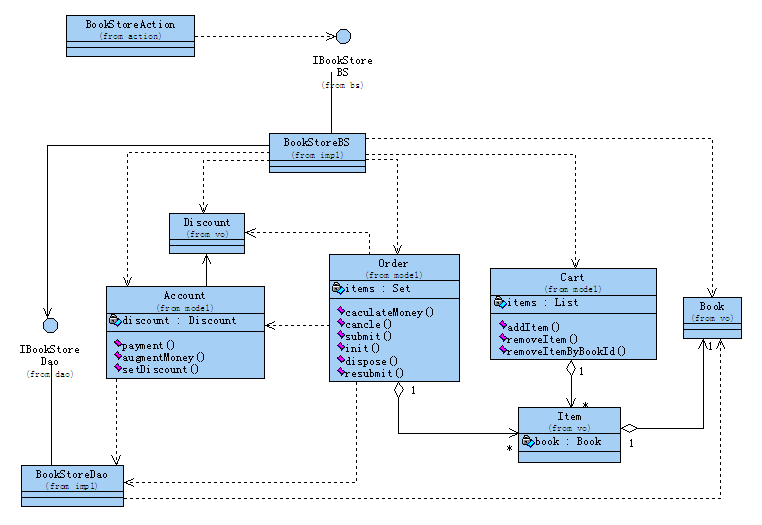 BookStoreAction
(from action)
IBookStore
BS
(from bs)
BookStoreBS
(from impl)
Discount
(from vo)
Order
(from model)
items : Set
caculateMoney()
cancle()
submit()
init()
dispose()
resubmit()
Cart
(from model)
items : List
addItem()
removeItem()
removeItemByBookId()
Account
(from model)
discount : Discount
payment()
augmentMoney()
setDiscount()
Book
(from vo)
1
IBookStore
Dao
(from dao)
1
1
*
Item
(from vo)
book : Book
*
1
BookStoreDao
(from impl)